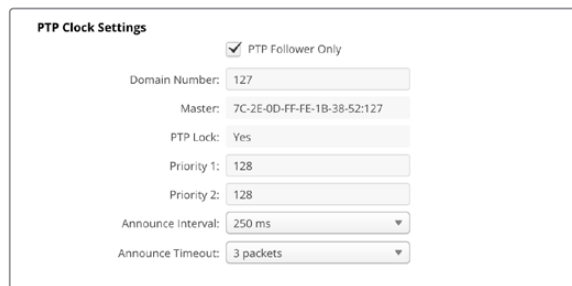 PTP Clock Settings
PTP Follower Only
Domain Number: 127
Master: 7C-2E-0D-FF-FE-1B-38-52:127
PTP Lock: Yes
Priority 1: 128
Priority 2: 128
Announce Interval: 250 ms
Announce Timeout: 3 packets